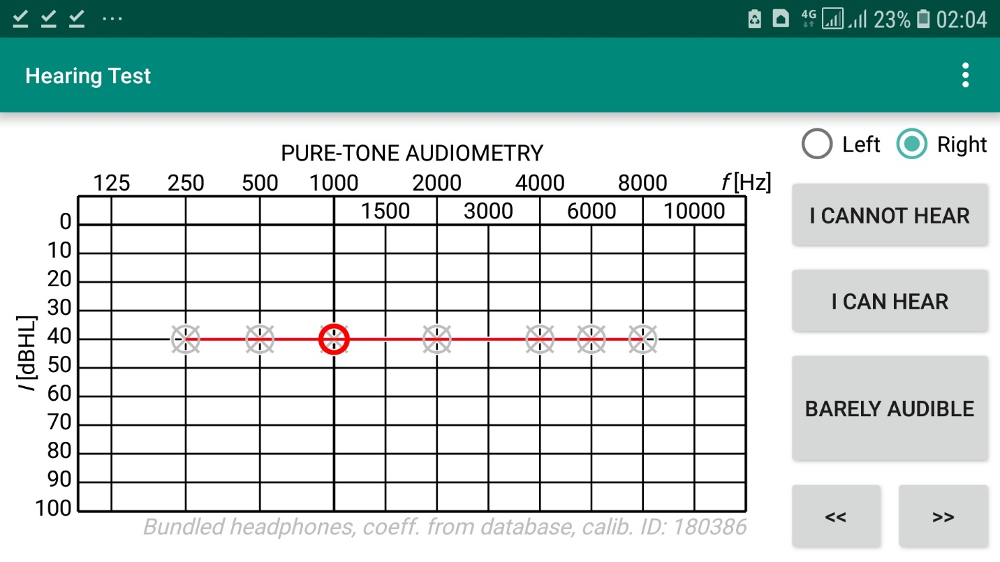 4G 23% 02:04
Hearing Test
Left Right
PURE-TONE AUDIOMETRY
125 250 500 1000 2000 4000 8000 f [Hz]
1500 3000 6000 10000
0
10
20
30
40
50
60
70
80
90
100
I [dBHL]
Bundled headphones, coeff. from database, calib. ID: 180386
I CANNOT HEAR
I CAN HEAR
BARELY AUDIBLE
<< >>